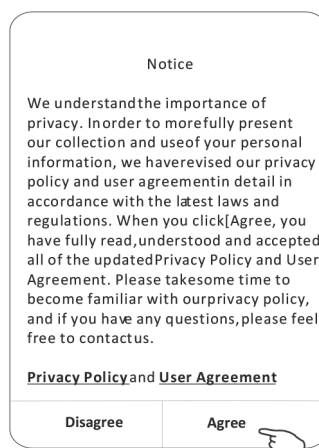 Notice
We understandthe importance of
privacy. Inorder to morefully present
our collection and useof your personal
information, we haverevised our privacy
policy and user agreementin detail in
accordance with the latest laws and
regulations. When you click[Agree, you
have fully read,understood and accepted
all of the updatedPrivacy Policy and User
Agreement. Please takesome time to
become familiar with ourprivacy policy,
and if you have any questions,please feel
free to contactus.
Privacy Policyand User Agreement
Disagree Agree